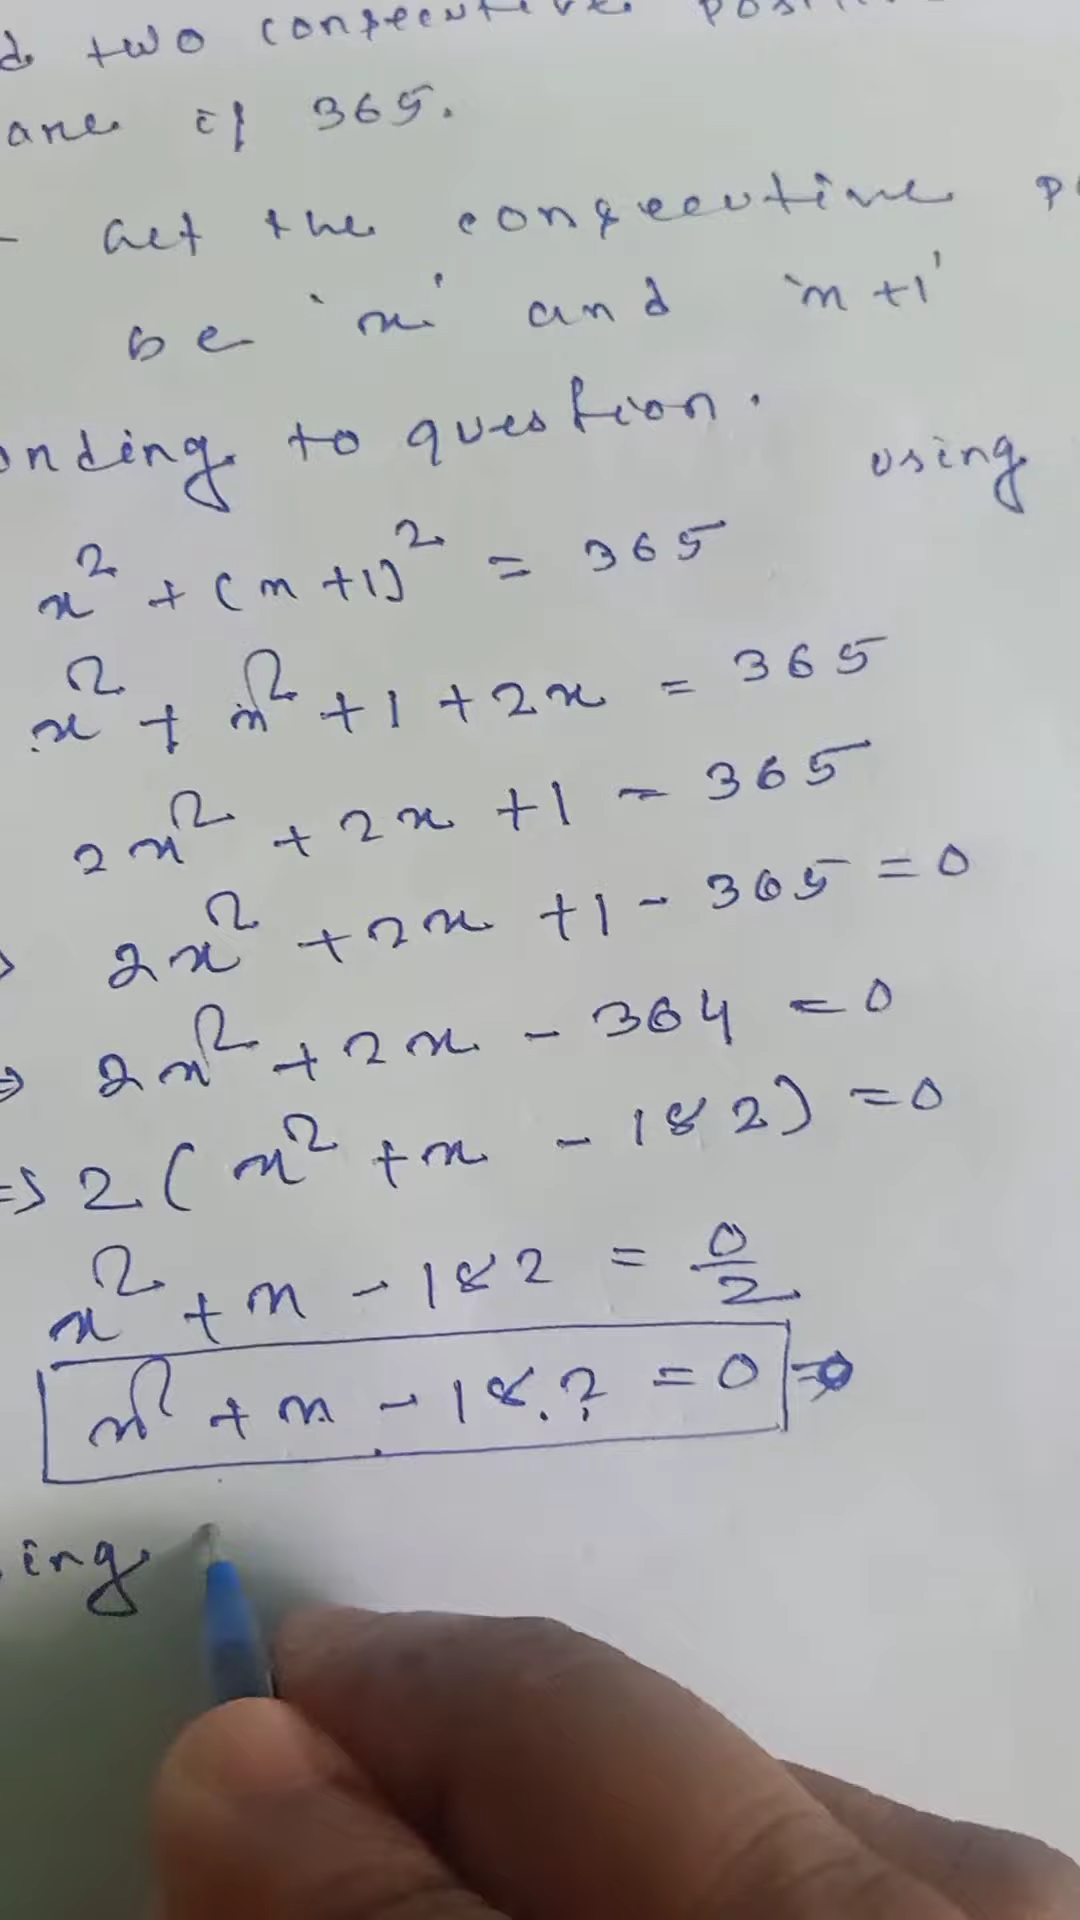 d two consecutive
are if 365.
- Let the consecutive
be 'x' and 'x+1'
onding to question.
using
x² + (x+1)² = 365
x² + x² + 1 + 2x = 365
2x² + 2x + 1 = 365
2x² + 2x + 1 - 365 = 0
⇒ 2x² + 2x - 364 = 0
⇒ 2(x² + x - 182) = 0
x² + x - 182 = 0/2
x² + x - 182 = 0 ⇒
ing